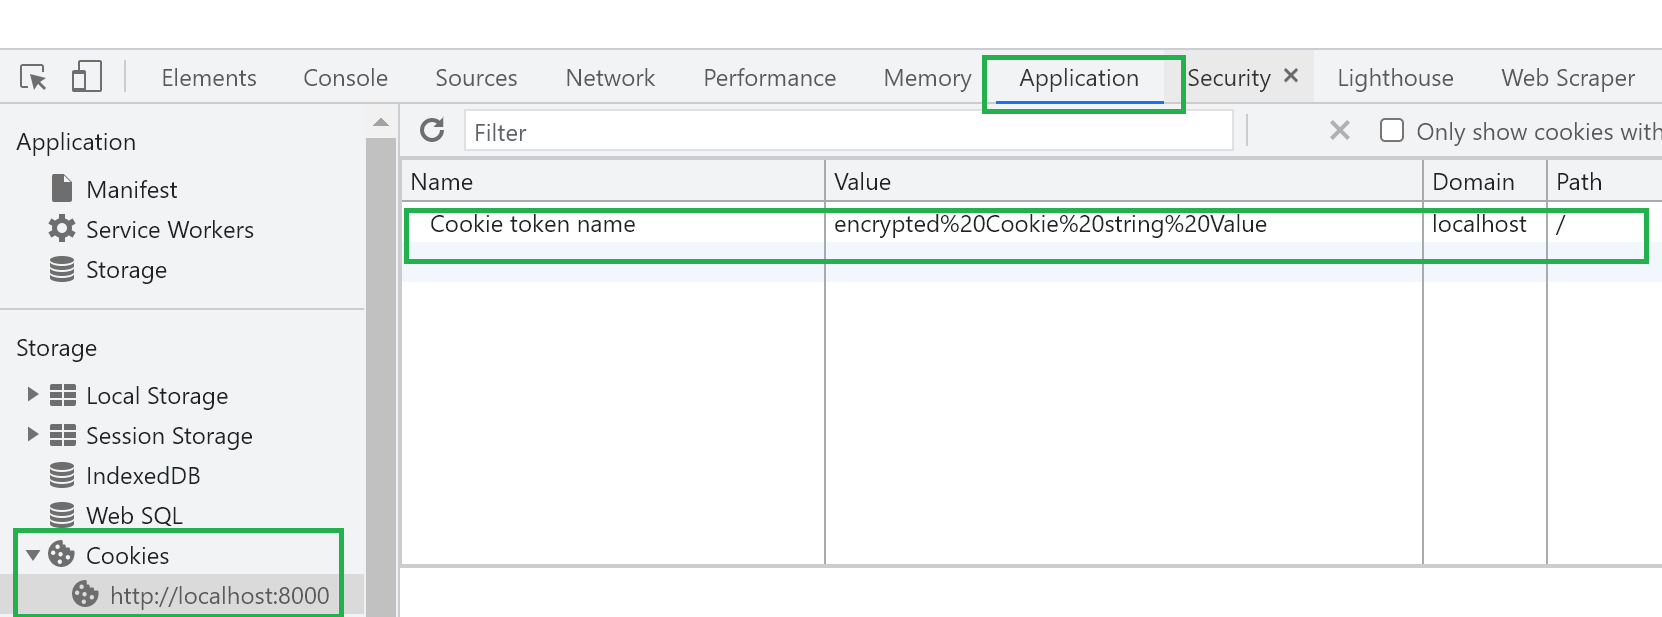 Elements Console Sources Network Performance Memory Application Security Lighthouse Web Scraper
Application
Manifest
Service Workers
Storage
Storage
Local Storage
Session Storage
IndexedDB
Web SQL
Cookies
http://localhost:8000
Filter Only show cookies with
Name Value Domain Path
Cookie token name encrypted%20Cookie%20string%20Value localhost /